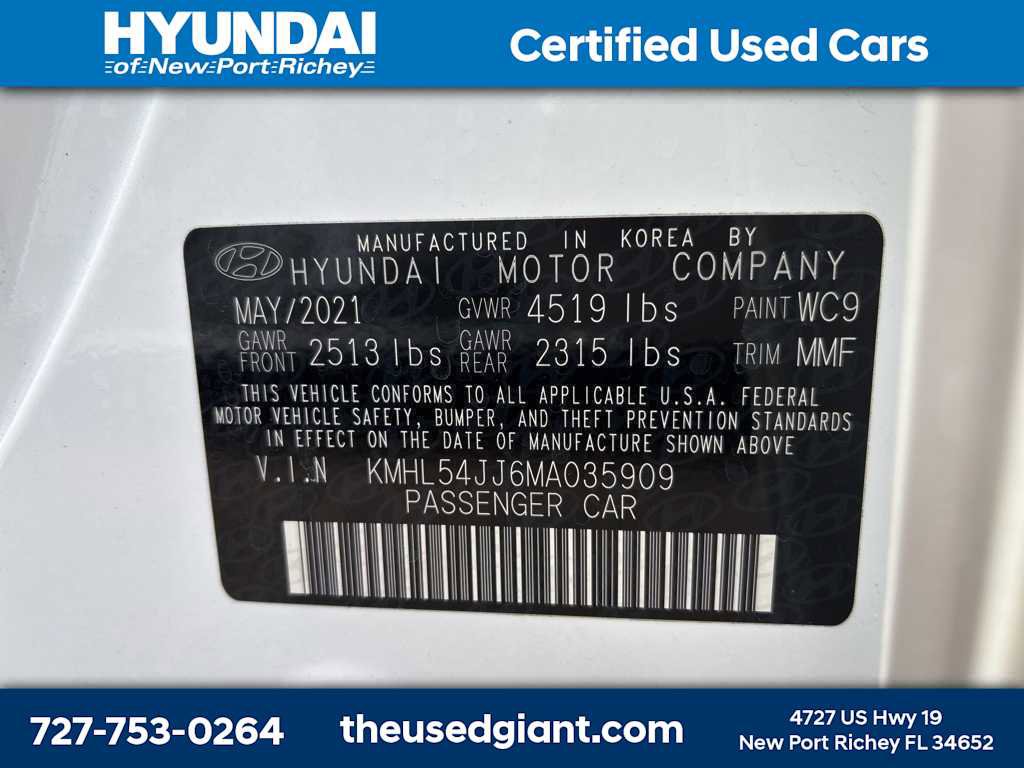 HYUNDAI
of New Port Richey
Certified Used Cars
MANUFACTURED IN KOREA BY
HYUNDAI MOTOR COMPANY
MAY/2021 GVWR 4519 lbs PAINT WC9
GAWR FRONT 2513 lbs GAWR REAR 2315 lbs TRIM MMF
THIS VEHICLE CONFORMS TO ALL APPLICABLE U.S.A. FEDERAL
MOTOR VEHICLE SAFETY, BUMPER, AND THEFT PREVENTION STANDARDS
IN EFFECT ON THE DATE OF MANUFACTURE SHOWN ABOVE
V.I.N KMHL54JJ6MA035909
PASSENGER CAR
727-753-0264
theusedgiant.com
4727 US Hwy 19
New Port Richey FL 34652